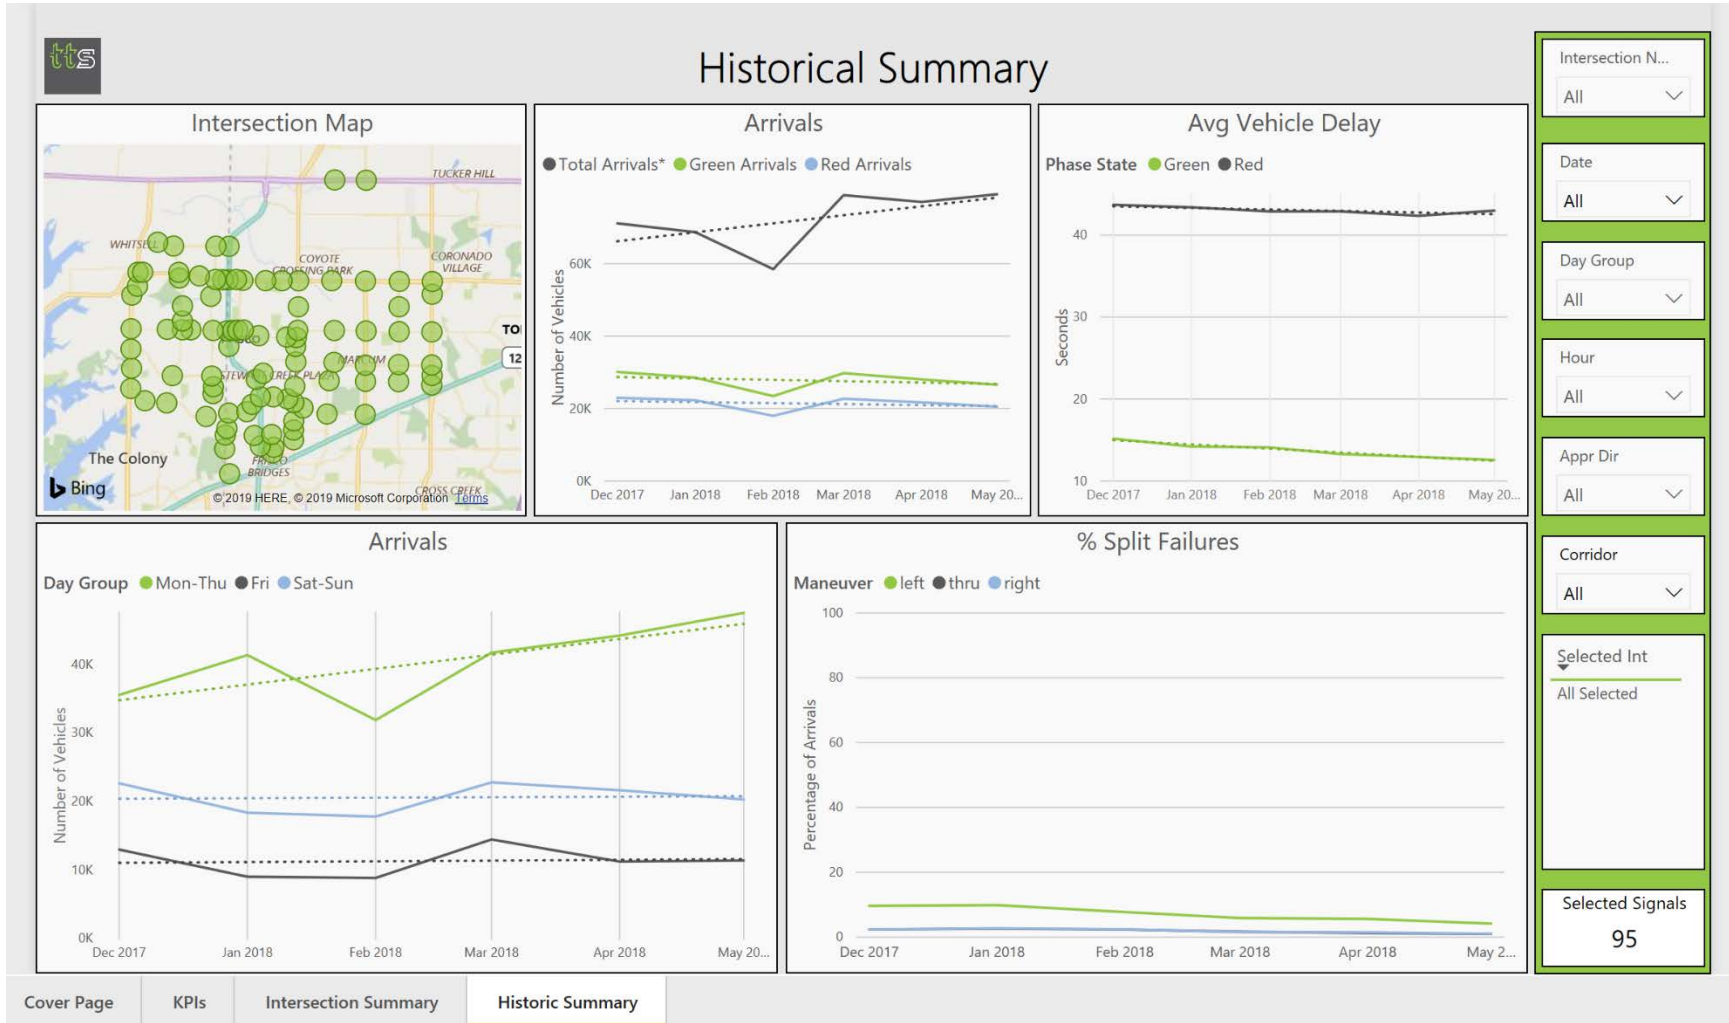 tts
Historical Summary
Intersection Map
TUCKER HILL
WHITSELL
COYOTE
CROSSING PARK
CORONADO
VILLAGE
TO
12
The Colony
BRIDGES
CROSS CREEK
Bing
© 2019 HERE, © 2019 Microsoft Corporation Terms
Arrivals
Total Arrivals* Green Arrivals Red Arrivals
Number of Vehicles
60K
40K
20K
0K
Dec 2017 Jan 2018 Feb 2018 Mar 2018 Apr 2018 May 20...
Avg Vehicle Delay
Phase State Green Red
Seconds
40
30
20
10
Dec 2017 Jan 2018 Feb 2018 Mar 2018 Apr 2018 May 20...
Arrivals
Day Group Mon-Thu Fri Sat-Sun
Number of Vehicles
40K
30K
20K
10K
0K
Dec 2017 Jan 2018 Feb 2018 Mar 2018 Apr 2018 May 20...
% Split Failures
Maneuver left thru right
Percentage of Arrivals
100
80
60
40
20
0
Dec 2017 Jan 2018 Feb 2018 Mar 2018 Apr 2018 May 2...
Intersection N...
All
Date
All
Day Group
All
Hour
All
Appr Dir
All
Corridor
All
Selected Int
All Selected
Selected Signals
95
Cover Page KPIs Intersection Summary Historic Summary